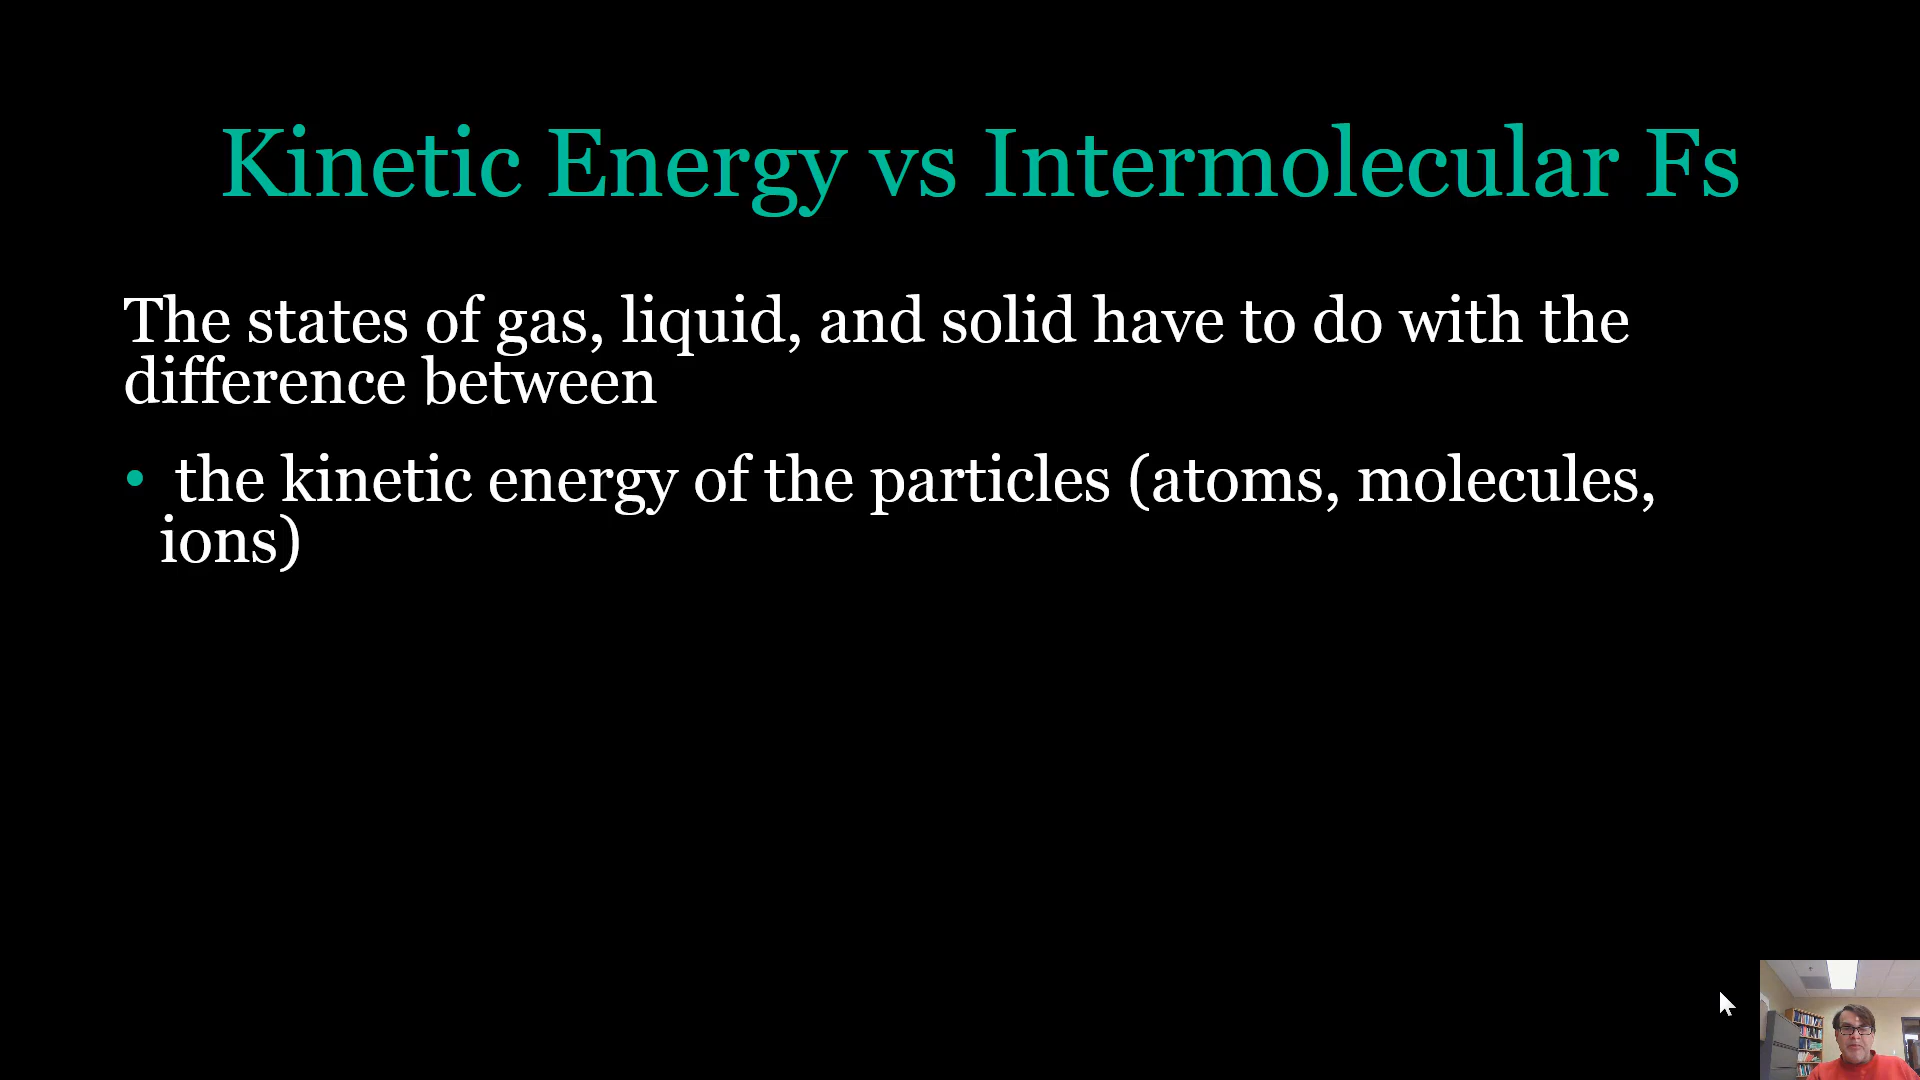 Kinetic Energy vs Intermolecular Fs
The states of gas, liquid, and solid have to do with the
difference between
• the kinetic energy of the particles (atoms, molecules,
ions)